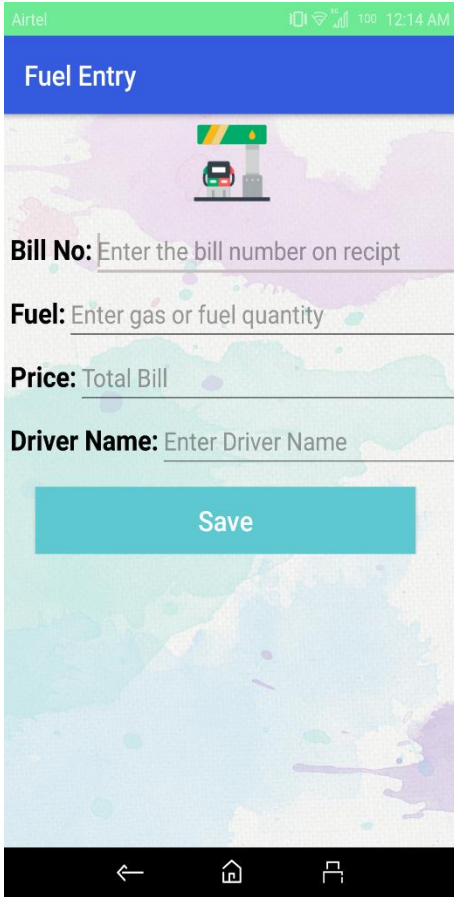 Airtel 100 12:14 AM
Fuel Entry
Bill No: Enter the bill number on recipt
Fuel: Enter gas or fuel quantity
Price: Total Bill
Driver Name: Enter Driver Name
Save